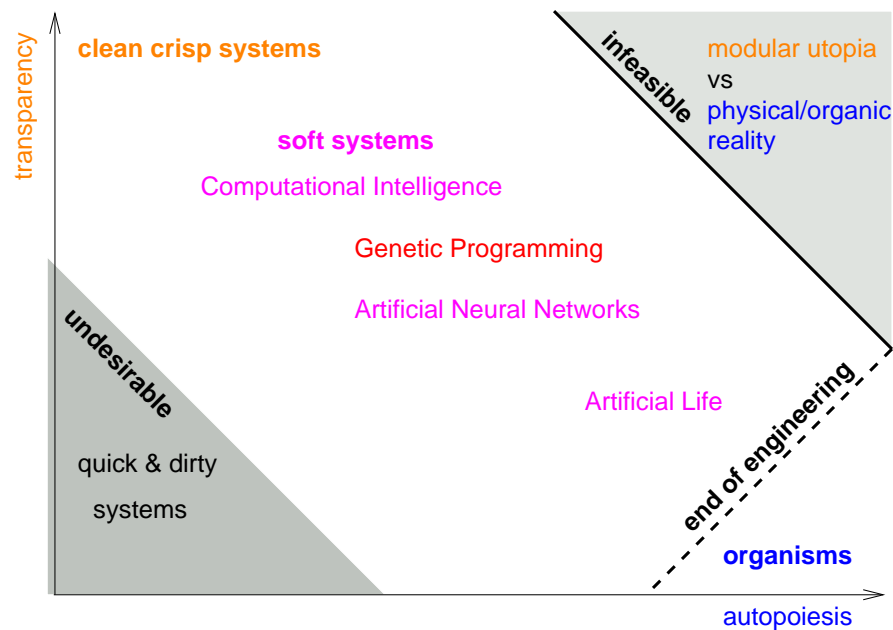 transparency
clean crisp systems
infeasible
modular utopia
vs
physical/organic
reality
soft systems
Computational Intelligence
Genetic Programming
Artificial Neural Networks
undesirable
Artificial Life
end of engineering
quick & dirty
systems
organisms
autopoiesis